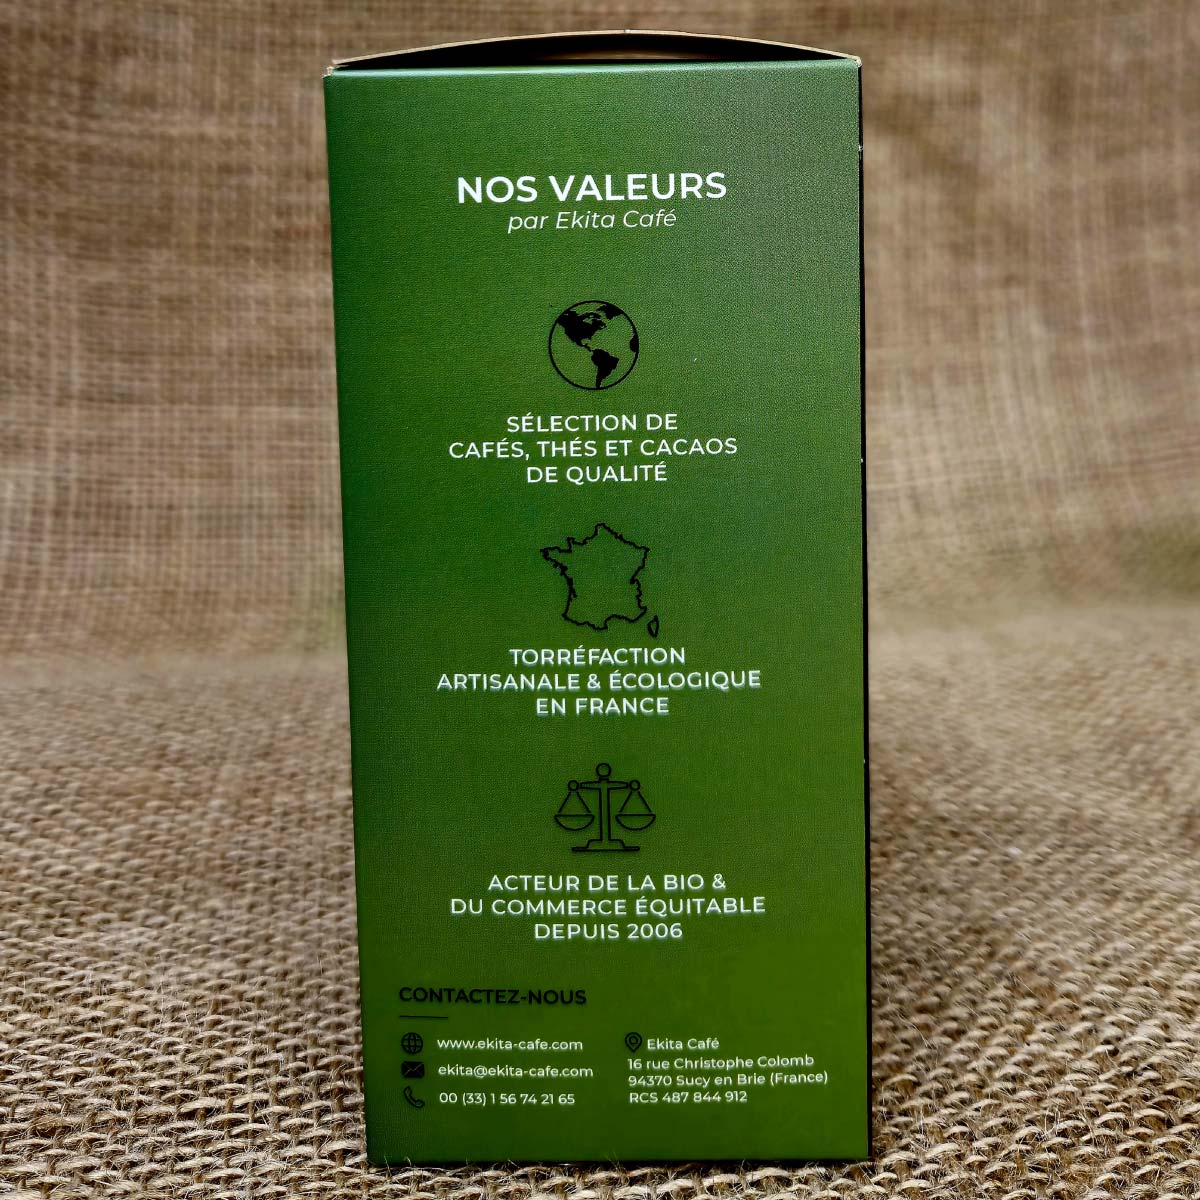 NOS VALEURS
par Ekita Café
SÉLECTION DE
CAFÉS, THÉS ET CACAOS
DE QUALITÉ
TORRÉFACTION
ARTISANALE & ÉCOLOGIQUE
EN FRANCE
ACTEUR DE LA BIO &
DU COMMERCE ÉQUITABLE
DEPUIS 2006
CONTACTEZ-NOUS
www.ekita-cafe.com
ekita@ekita-cafe.com
00 (33) 1 56 74 21 65
Ekita Café
16 rue Christophe Colomb
94370 Sucy en Brie (France)
RCS 487 844 912